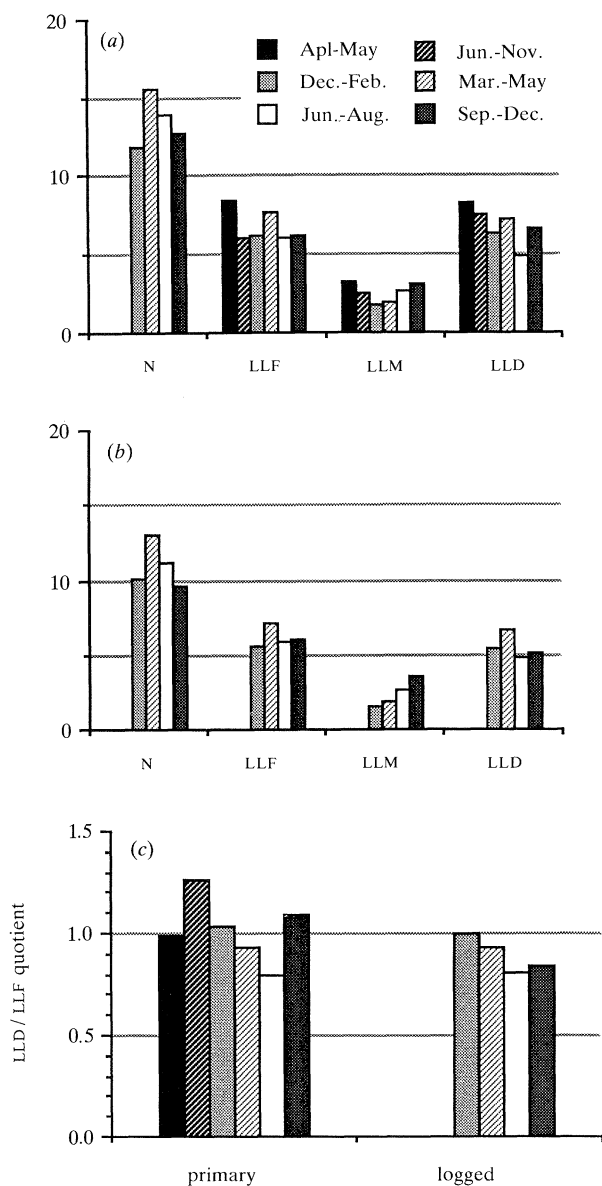 20
(a)
Apl-May
Jun.-Nov.
Dec.-Feb.
Mar.-May
Jun.-Aug.
Sep.-Dec.
10
0
N LLF LLM LLD
20
(b)
10
0
N LLF LLM LLD
1.5
(c)
1.0
0.5
0.0
LLD / LLF quotient
primary logged